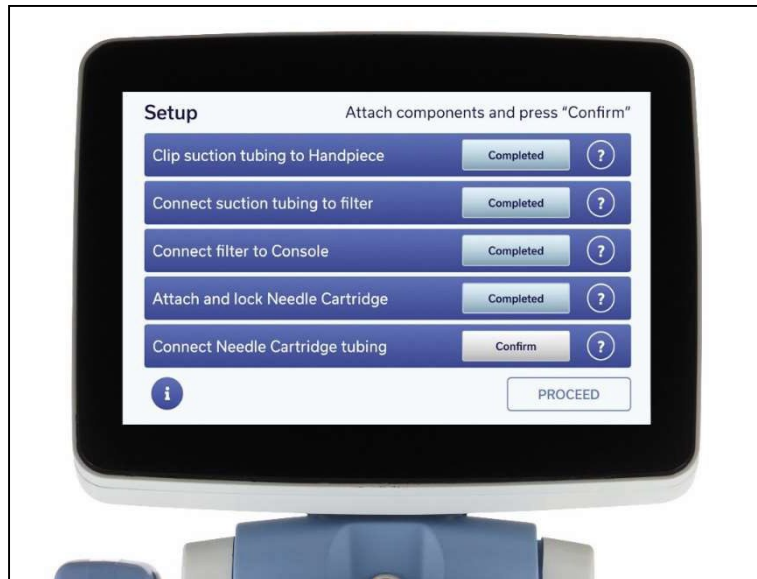 Setup
Attach components and press “Confirm”
Clip suction tubing to Handpiece
Completed
?
Connect suction tubing to filter
Completed
?
Connect filter to Console
Completed
?
Attach and lock Needle Cartridge
Completed
?
Connect Needle Cartridge tubing
Confirm
?
i
PROCEED